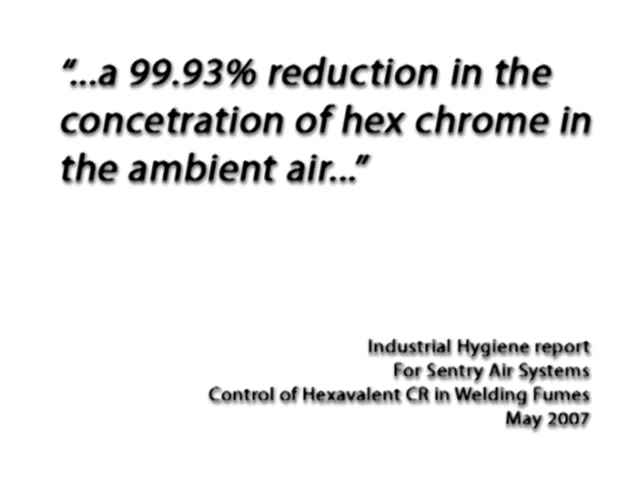 “...a 99.93% reduction in the
concetration of hex chrome in
the ambient air...”
Industrial Hygiene report
For Sentry Air Systems
Control of Hexavalent CR in Welding Fumes
May 2007